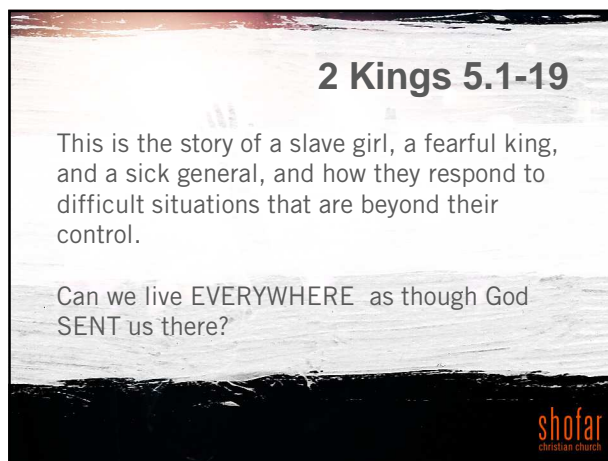 2 Kings 5.1-19
This is the story of a slave girl, a fearful king,
and a sick general, and how they respond to
difficult situations that are beyond their
control.
Can we live EVERYWHERE as though God
SENT us there?
shofar
christian church